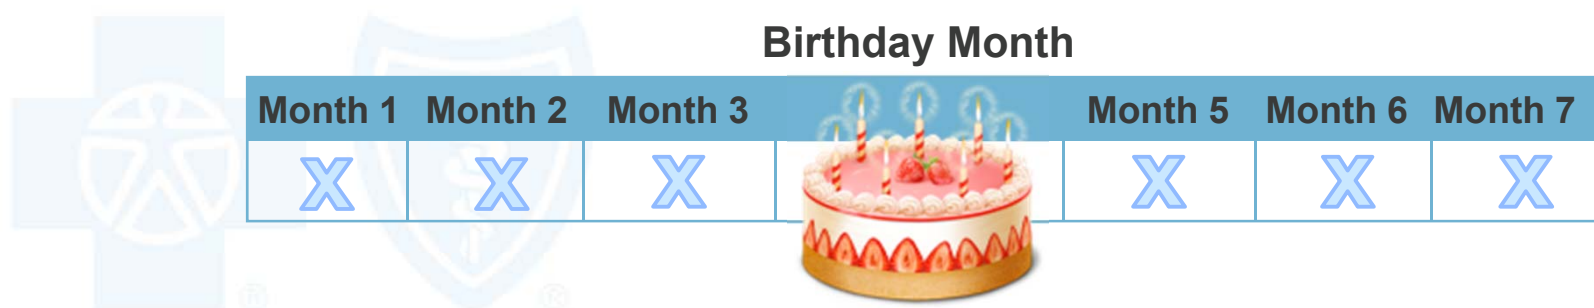 Birthday Month
Month 1 Month 2 Month 3 Month 5 Month 6 Month 7
X X X X X X
® ®